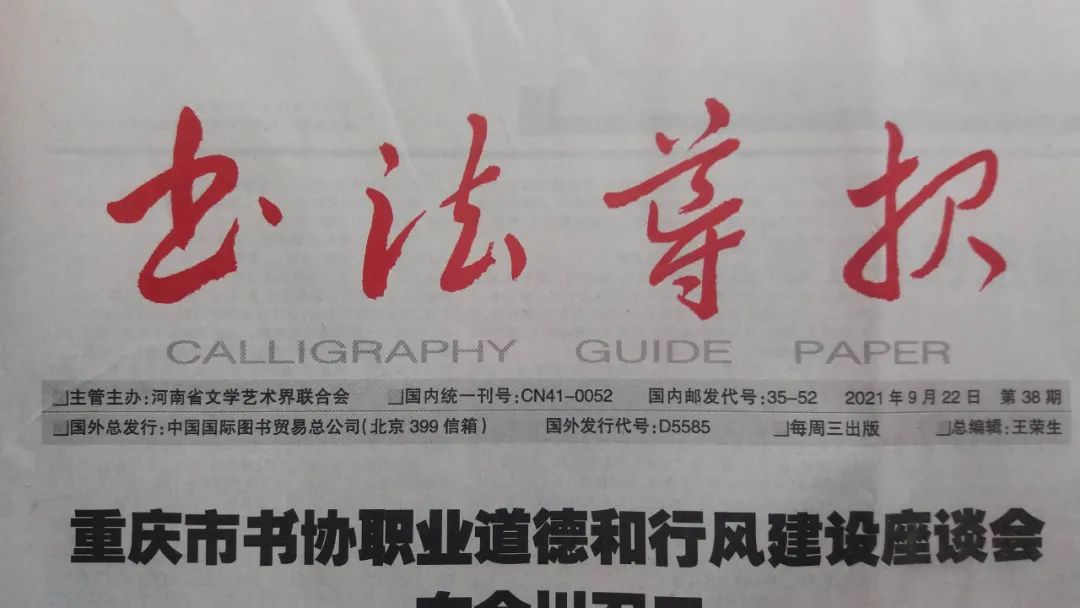 书法导报
CALLIGRAPHY GUIDE PAPER
主管主办:河南省文学艺术界联合会 国内统一刊号:CN41-0052 国内邮发代号:35-52 2021年9月22日 第38期
国外总发行:中国国际图书贸易总公司(北京399信箱) 国外发行代号:D5585 每周三出版 总编辑:王荣生
重庆市书协职业道德和行风建设座谈会